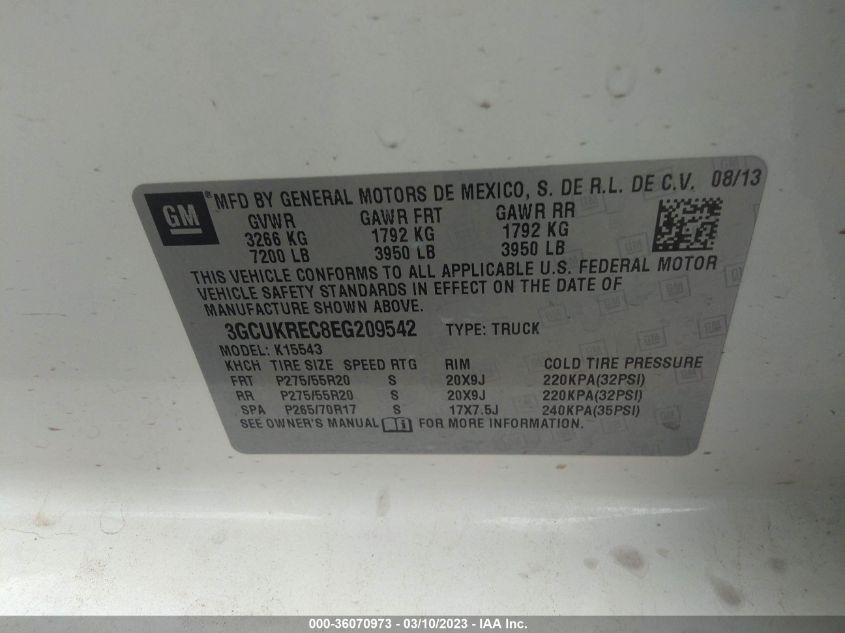 GM
® MFD BY GENERAL MOTORS DE MEXICO, S. DE R.L. DE C.V. 08/13
GVWR GAWR FRT GAWR RR
3266 KG 1792 KG 1792 KG
7200 LB 3950 LB 3950 LB
THIS VEHICLE CONFORMS TO ALL APPLICABLE U.S. FEDERAL MOTOR
VEHICLE SAFETY STANDARDS IN EFFECT ON THE DATE OF
MANUFACTURE SHOWN ABOVE.
3GCUKREC8EG209542 TYPE: TRUCK
MODEL: K15543
KHCH TIRE SIZE SPEED RTG RIM COLD TIRE PRESSURE
FRT P275/55R20 S 20X9J 220KPA(32PSI)
RR P275/55R20 S 20X9J 220KPA(32PSI)
SPA P265/70R17 S 17X7.5J 240KPA(35PSI)
SEE OWNER'S MANUAL FOR MORE INFORMATION.
000-36070973 - 03/10/2023 - IAA Inc.